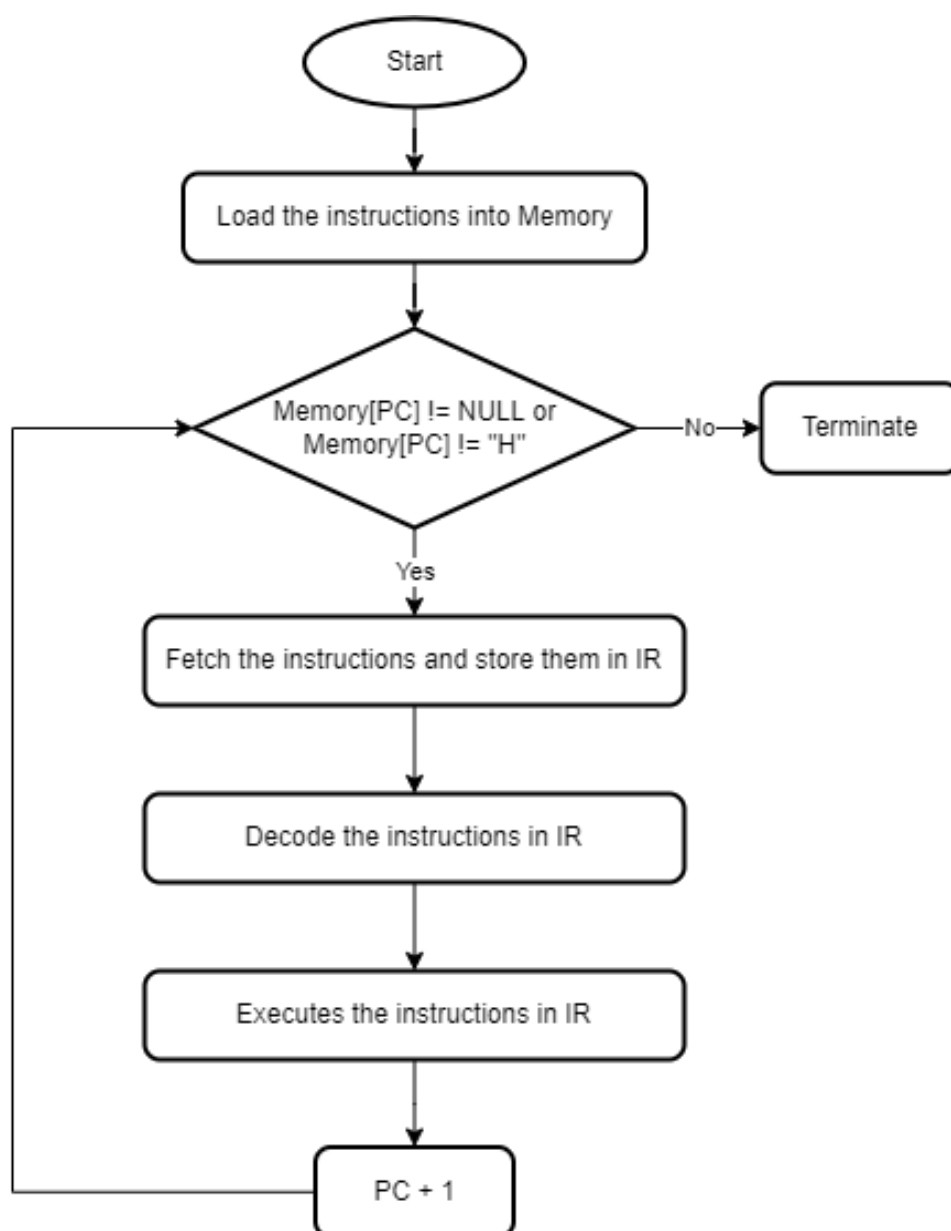 Start
Load the instructions into Memory
Memory[PC] != NULL or
Memory[PC] != "H"
No
Terminate
Yes
Fetch the instructions and store them in IR
Decode the instructions in IR
Executes the instructions in IR
PC + 1